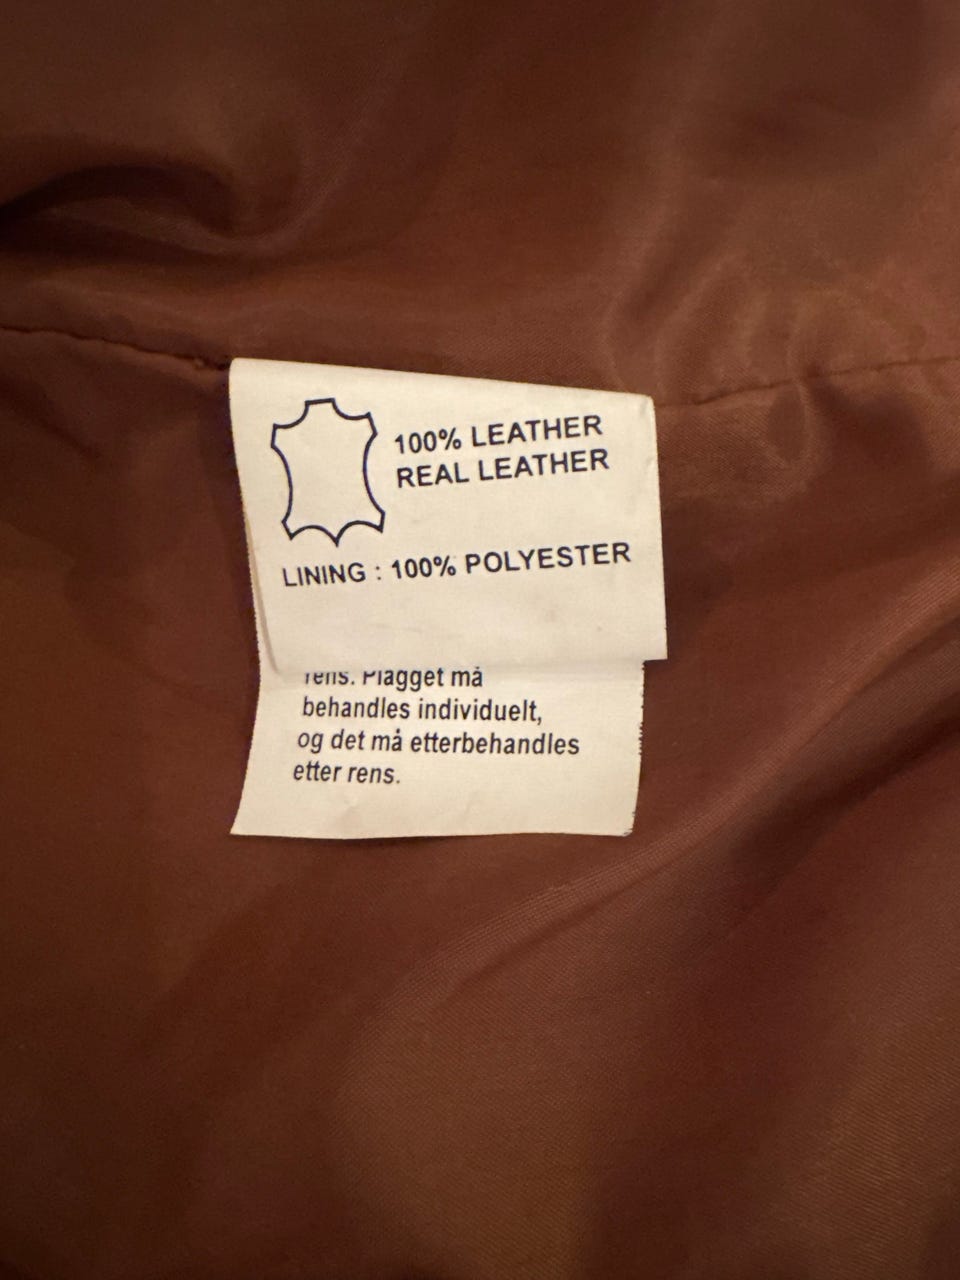 100% LEATHER
REAL LEATHER
LINING : 100% POLYESTER
rens. Plagget må
behandles individuelt,
og det må etterbehandles
etter rens.